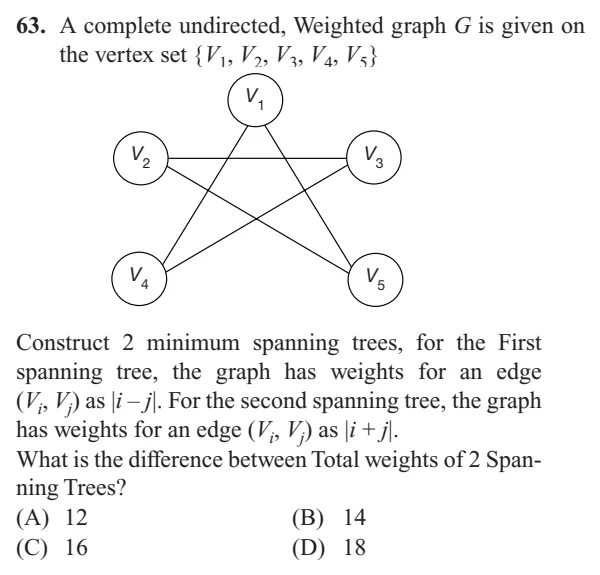 63. A complete undirected, Weighted graph G is given on
the vertex set {V1, V2, V3, V4, V5}
V1
V2
V3
V4
V5
Construct 2 minimum spanning trees, for the First
spanning tree, the graph has weights for an edge
(Vi, Vj) as |i – j|. For the second spanning tree, the graph
has weights for an edge (Vi, Vj) as |i + j|.
What is the difference between Total weights of 2 Span-
ning Trees?
(A) 12 (B) 14
(C) 16 (D) 18